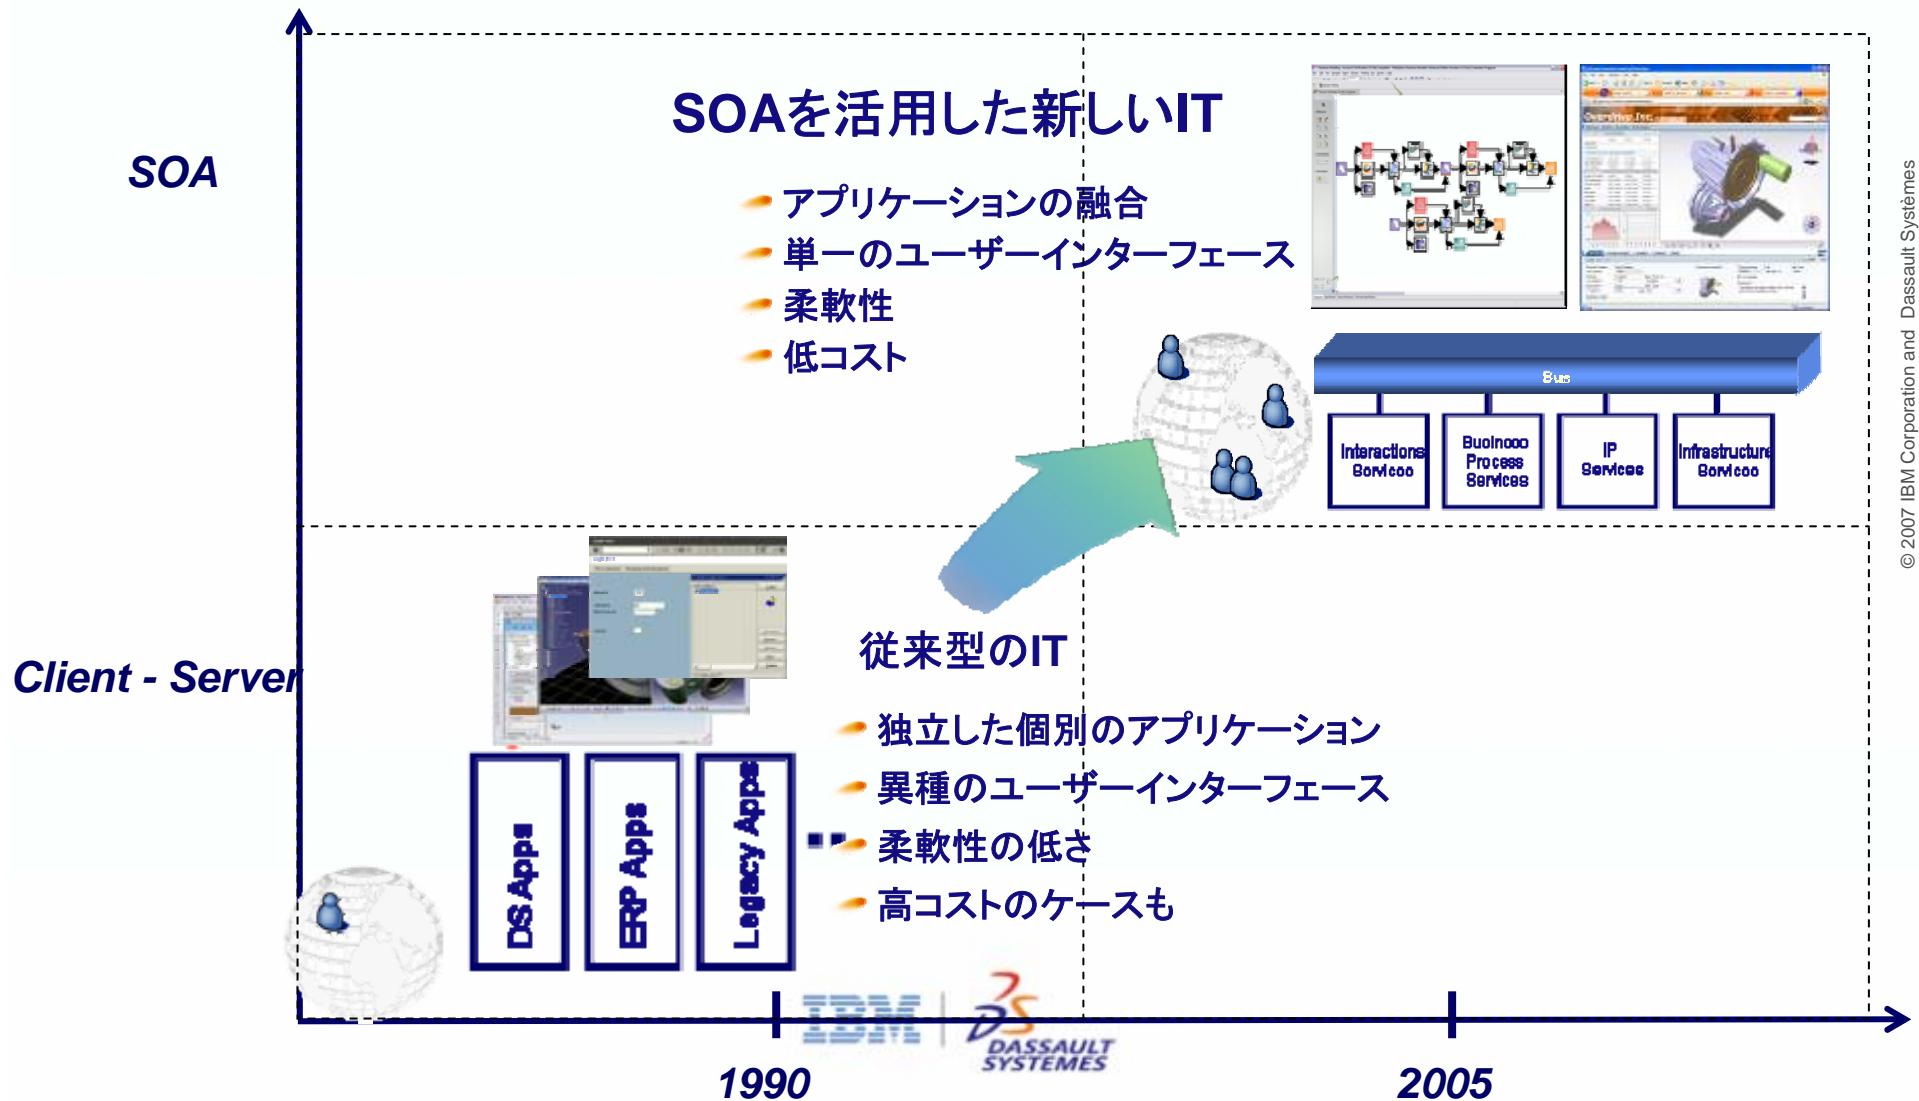 SOAを活用した新しいIT
SOA
アプリケーションの融合
単一のユーザーインターフェース
柔軟性
低コスト
Overdrive Inc.
Bus
Interactions
Services
Business
Process
Services
IP
Services
Infrastructure
Services
© 2007 IBM Corporation and Dassault Systèmes
Client - Server
従来型のIT
独立した個別のアプリケーション
異種のユーザーインターフェース
柔軟性の低さ
高コストのケースも
DS Apps
ERP Apps
Legacy Apps
IBM
DASSAULT
SYSTEMES
1990
2005